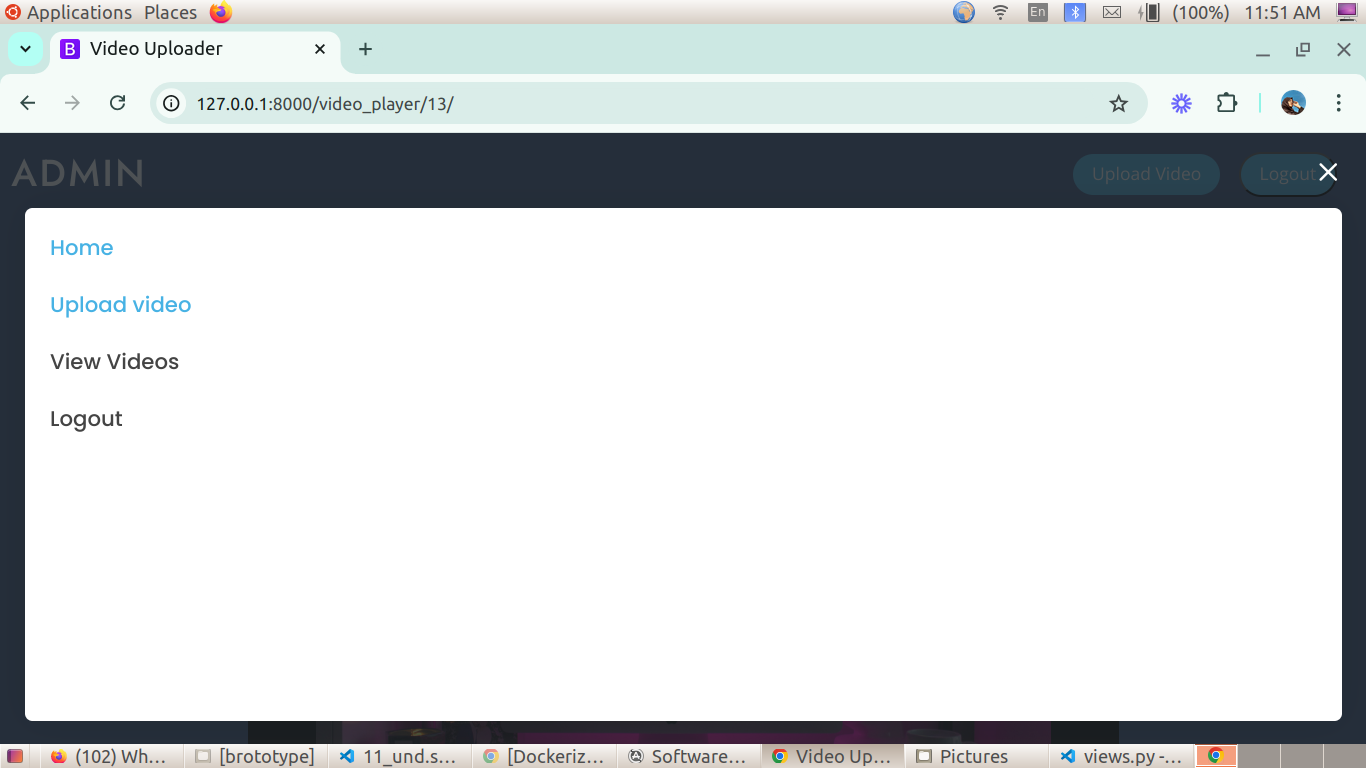 Applications Places En (100%) 11:51 AM
B Video Uploader
127.0.0.1:8000/video_player/13/
ADMIN Upload Video Logout
Home
Upload video
View Videos
Logout
(102) Wh... [brototype] 11_und.s... [Dockeriz... Software... Video Up... Pictures views.py -...